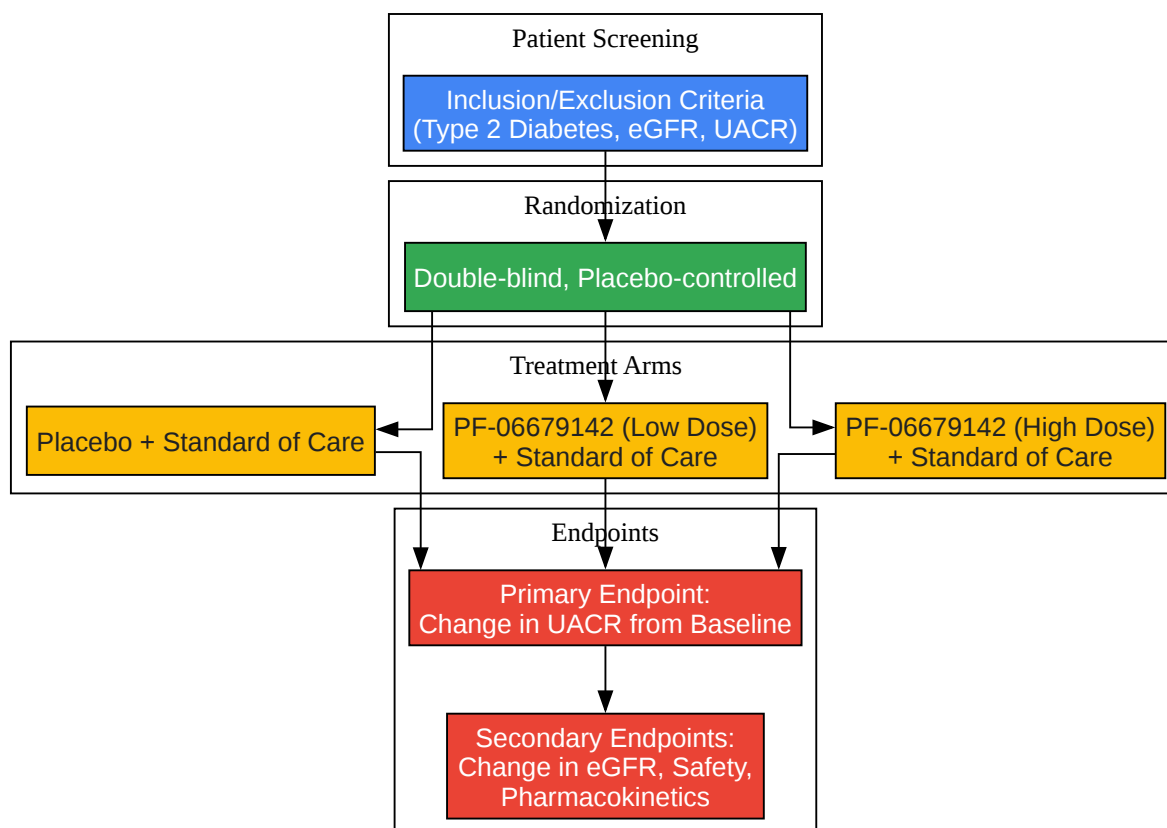 Patient Screening
Inclusion/Exclusion Criteria
(Type 2 Diabetes, eGFR, UACR)
Randomization
Double-blind, Placebo-controlled
Treatment Arms
Placebo + Standard of Care
PF-06679142 (Low Dose)
+ Standard of Care
PF-06679142 (High Dose)
+ Standard of Care
Endpoints
Primary Endpoint:
Change in UACR from Baseline
Secondary Endpoints:
Change in eGFR, Safety,
Pharmacokinetics